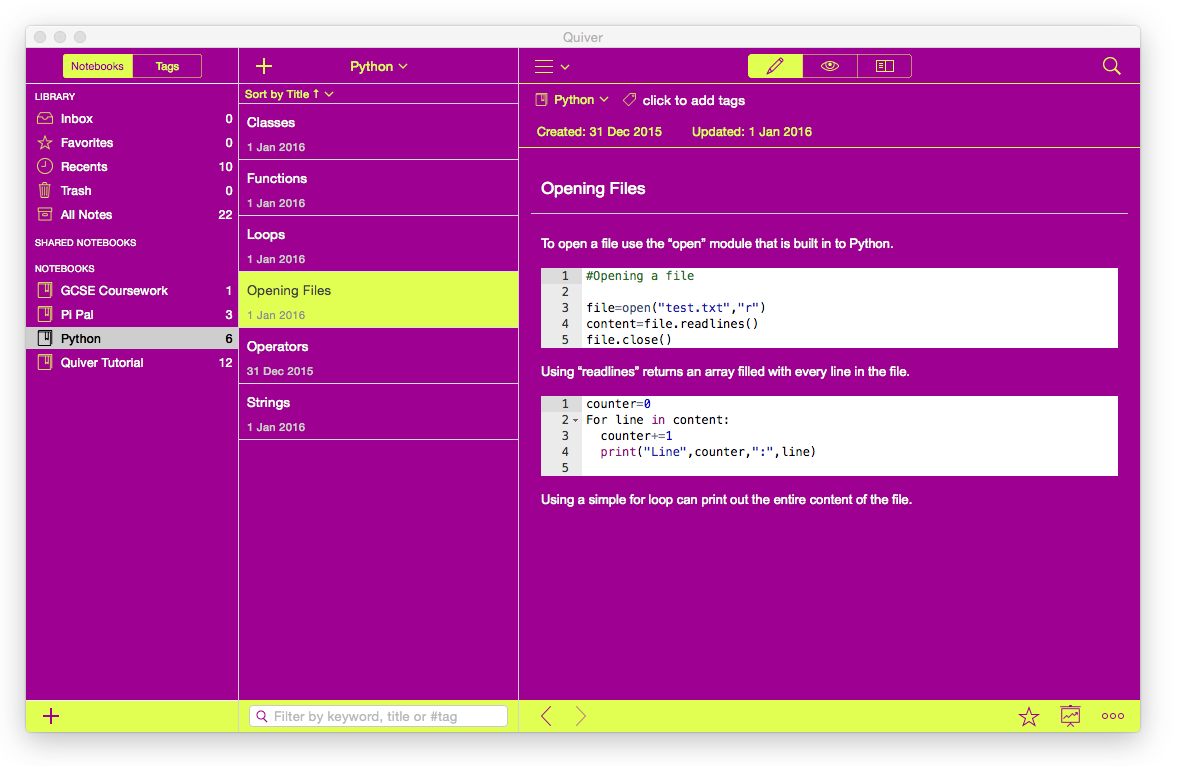 Quiver
Notebooks Tags
LIBRARY
Inbox 0
Favorites 0
Recents 10
Trash 0
All Notes 22
SHARED NOTEBOOKS
NOTEBOOKS
GCSE Coursework 1
Pi Pal 3
Python 6
Quiver Tutorial 12
Python
Sort by Title ↑
Classes
1 Jan 2016
Functions
1 Jan 2016
Loops
1 Jan 2016
Opening Files
1 Jan 2016
Operators
31 Dec 2015
Strings
1 Jan 2016
Filter by keyword, title or #tag
Python click to add tags
Created: 31 Dec 2015 Updated: 1 Jan 2016
Opening Files
To open a file use the “open” module that is built in to Python.
1 #Opening a file
2
3 file=open("test.txt","r")
4 content=file.readlines()
5 file.close()
Using “readlines” returns an array filled with every line in the file.
1 counter=0
2 For line in content:
3   counter+=1
4   print("Line",counter,":",line)
5
Using a simple for loop can print out the entire content of the file.